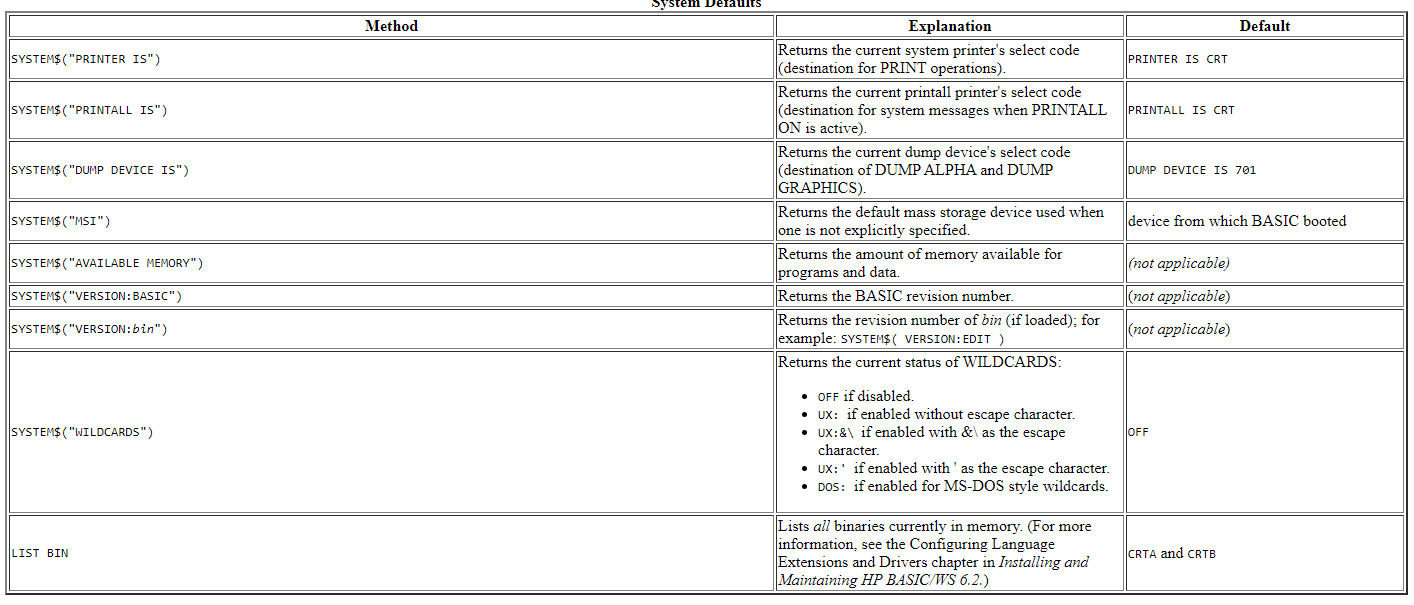 System Defaults
Method Explanation Default
SYSTEM$("PRINTER IS") Returns the current system printer's select code
(destination for PRINT operations). PRINTER IS CRT
SYSTEM$("PRINTALL IS") Returns the current printall printer's select code
(destination for system messages when PRINTALL
ON is active). PRINTALL IS CRT
SYSTEM$("DUMP DEVICE IS") Returns the current dump device's select code
(destination of DUMP ALPHA and DUMP
GRAPHICS). DUMP DEVICE IS 701
SYSTEM$("MSI") Returns the default mass storage device used when
one is not explicitly specified. device from which BASIC booted
SYSTEM$("AVAILABLE MEMORY") Returns the amount of memory available for
programs and data. (not applicable)
SYSTEM$("VERSION:BASIC") Returns the BASIC revision number. (not applicable)
SYSTEM$("VERSION:bin") Returns the revision number of bin (if loaded); for
example: SYSTEM$( VERSION:EDIT ) (not applicable)
SYSTEM$("WILDCARDS") Returns the current status of WILDCARDS:
• OFF if disabled.
• UX: if enabled without escape character.
• UX:&\ if enabled with &\ as the escape
character.
• UX:' if enabled with ' as the escape character.
• DOS: if enabled for MS-DOS style wildcards.
OFF
LIST BIN Lists all binaries currently in memory. (For more
information, see the Configuring Language
Extensions and Drivers chapter in Installing and
Maintaining HP BASIC/WS 6.2.) CRTA and CRTB